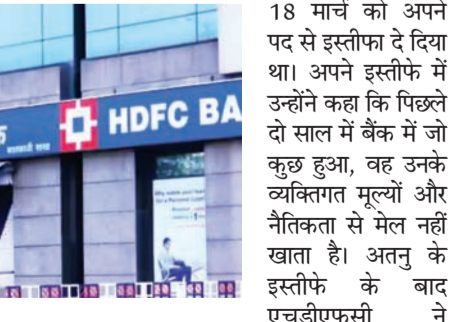 HDFC BA
18 मार्च को अपने
पद से इस्तीफा दे दिया
था। अपने इस्तीफे में
उन्होंने कहा कि पिछले
दो साल में बैंक में जो
कुछ हुआ, वह उनके
व्यक्तिगत मूल्यों और
नैतिकता से मेल नहीं
खाता है। अतनु के
इस्तीफे के बाद
एचडीएफसी ने